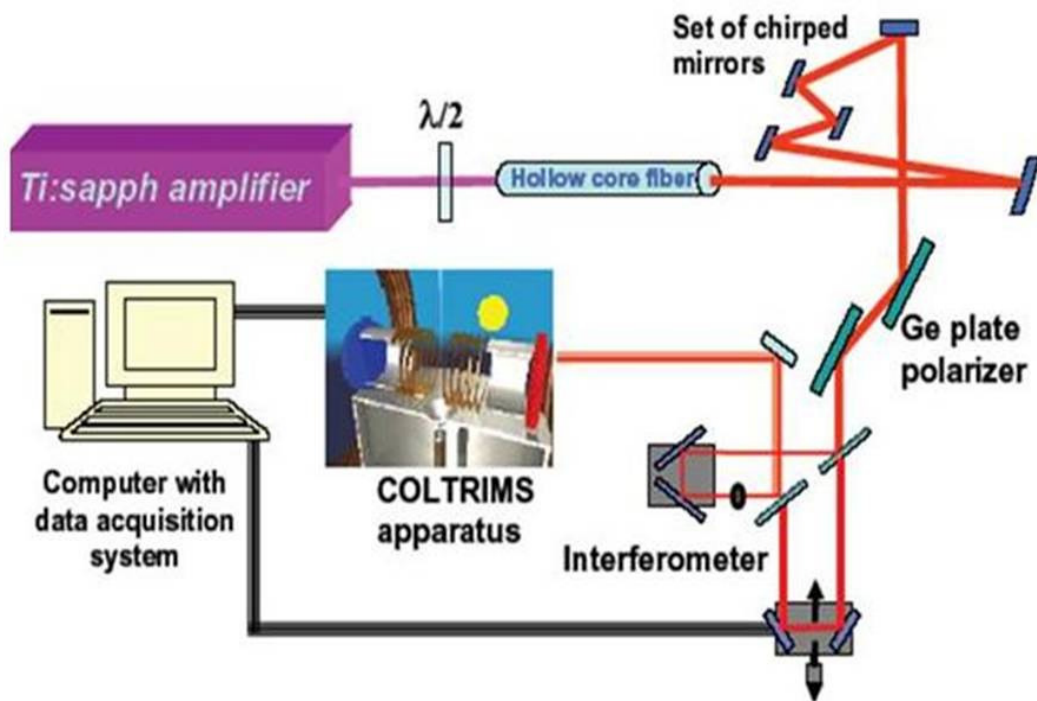 Set of chirped
mirrors
λ/2
Ti:sapph amplifier
Hollow core fiber
Ge plate
polarizer
COLTRIMS
apparatus
Computer with
data acquisition
system
Interferometer